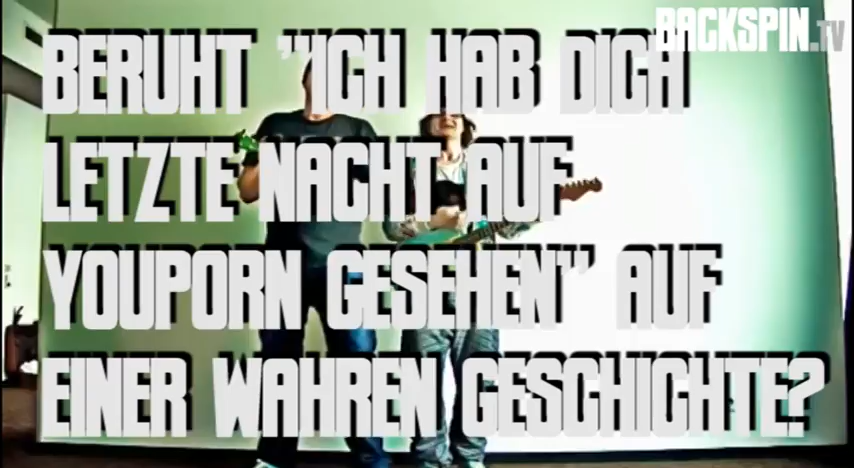 BACKSPIN.TV
BERUHT "ICH HAB DICH
LETZTE NACHT AUF
YOUPORN GESEHEN" AUF
EINER WAHREN GESCHICHTE?